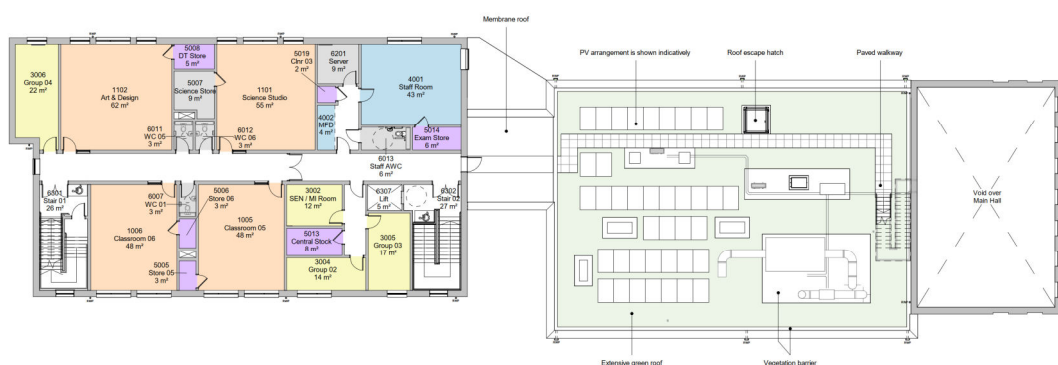 Membrane roof
PV arrangement is shown indicatively
Roof escape hatch
Paved walkway
3006
Group 04
22 m²
1102
Art & Design
62 m²
5008
DT Store
5 m²
5007
Science Store
9 m²
1101
Science Studio
55 m²
5019
Clnr 03
2 m²
6201
Server
9 m²
4001
Staff Room
43 m²
4002
MFD
4 m²
5014
Exam Store
6 m²
6011
WC 05
3 m²
6012
WC 06
3 m²
6013
Staff AWC
6 m²
6301
Stair 01
26 m²
6007
WC 01
3 m²
5006
Store 06
3 m²
3002
SEN / MI Room
12 m²
6307
Lift
5 m²
6302
Stair 02
27 m²
1006
Classroom 06
48 m²
1005
Classroom 05
48 m²
5013
Central Stock
8 m²
3005
Group 03
17 m²
3004
Group 02
14 m²
5005
Store 05
3 m²
Void over
Main Hall
Extensive green roof
Vegetation barrier